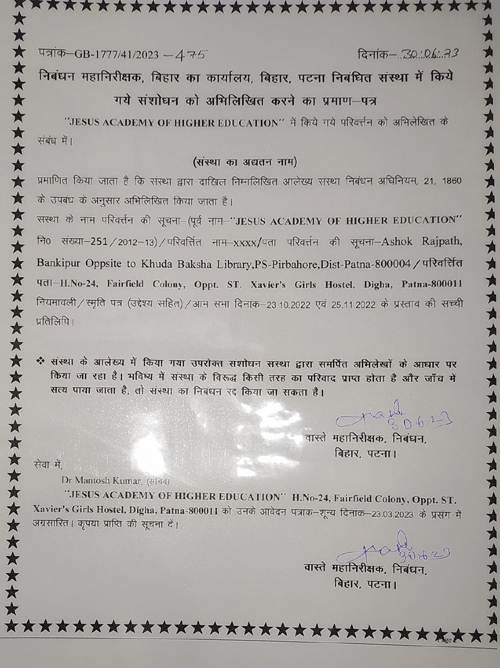 पत्रांक–GB-1777/41/2023 –475 दिनांक– 30.06.23
निबंधन महानिरीक्षक, बिहार का कार्यालय, बिहार, पटना निबंधित संस्था में किये
गये संशोधन को अभिलिखित करने का प्रमाण–पत्र
"JESUS ACADEMY OF HIGHER EDUCATION" में किये गये परिवर्तन को अभिलेखित के
संबंध में।
(संस्था का अद्यतन नाम)
प्रमाणित किया जाता है कि संस्था द्वारा दाखिल निम्नलिखित आलेख्य संस्था निबंधन अधिनियम, 21, 1860
के उपबंध के अनुसार अभिलिखित किया जाता है।
संस्था के नाम परिवर्तन की सूचना–(पूर्व नाम–"JESUS ACADEMY OF HIGHER EDUCATION"
नि० संख्या–251/2012–13)/परिवर्त्तित नाम–xxxx/पता परिवर्तन की सूचना–Ashok Rajpath,
Bankipur Oppsite to Khuda Baksha Library,PS-Pirbahore,Dist-Patna-800004/परिवर्त्तित
पता–H.No-24, Fairfield Colony, Oppt. ST. Xavier's Girls Hostel, Digha, Patna-800011
नियमावली/स्मृति पत्र (उद्देश्य सहित)/आम सभा दिनांक–23.10.2022 एवं 25.11.2022 के प्रस्ताव की सच्ची
प्रतिलिपि।
❖ संस्था के आलेख्य में किया गया उपरोक्त संशोधन संस्था द्वारा समर्पित अभिलेखों के आधार पर
किया जा रहा है। भविष्य में संस्था के विरूद्ध किसी तरह का परिवाद प्राप्त होता है और जाँच में
सत्य पाया जाता है, तो संस्था का निबंधन रद्द किया जा सकता है।
30623
वास्ते महानिरीक्षक, निबंधन,
बिहार, पटना।
सेवा में,
Dr Mantosh Kumar, (सचिव)
"JESUS ACADEMY OF HIGHER EDUCATION" H.No-24, Fairfield Colony, Oppt. ST.
Xavier's Girls Hostel, Digha, Patna-800011 को उनके आवेदन पत्रांक–शून्य दिनांक–23.03.2023 के प्रसंग में
अग्रसारित। कृपया प्राप्ति की सूचना दें।
30623
वास्ते महानिरीक्षक, निबंधन,
बिहार, पटना।